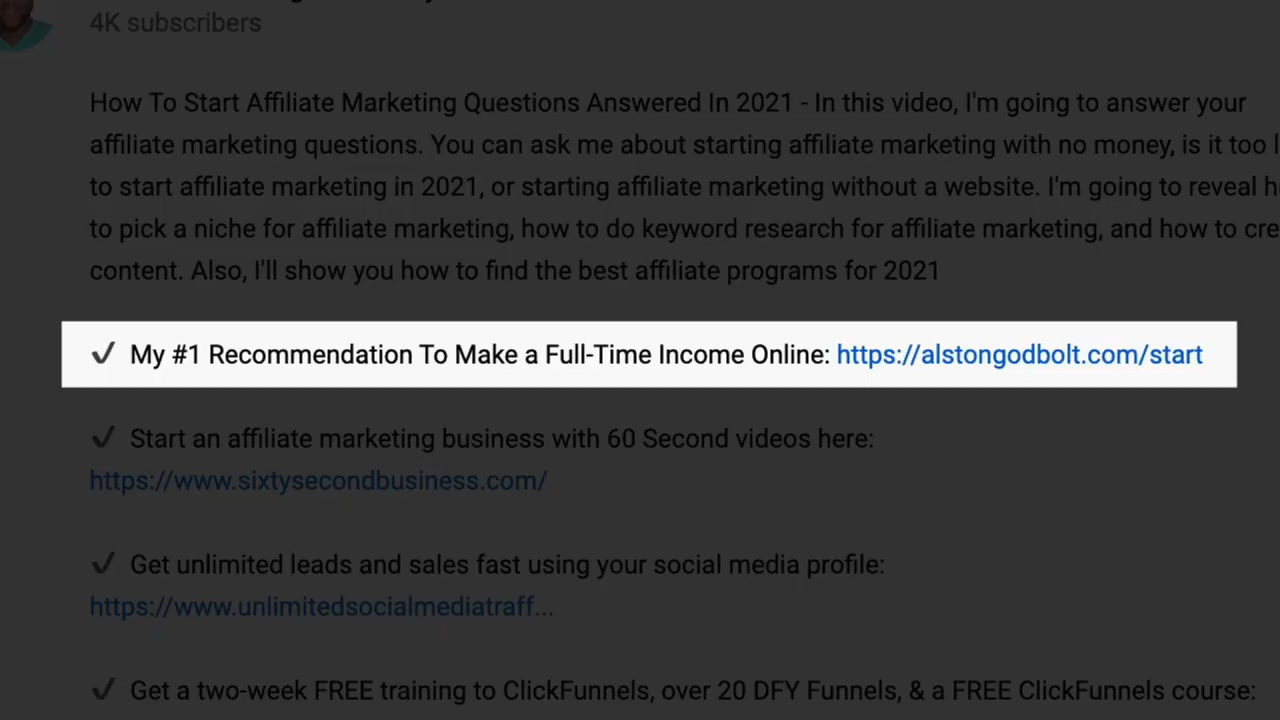 4K subscribers
How To Start Affiliate Marketing Questions Answered In 2021 - In this video, I'm going to answer your
affiliate marketing questions. You can ask me about starting affiliate marketing with no money, is it too
to start affiliate marketing in 2021, or starting affiliate marketing without a website. I'm going to reveal
to pick a niche for affiliate marketing, how to do keyword research for affiliate marketing, and how to cre
content. Also, I'll show you how to find the best affiliate programs for 2021
✓ My #1 Recommendation To Make a Full-Time Income Online: https://alstongodbolt.com/start
✓ Start an affiliate marketing business with 60 Second videos here:
https://www.sixtysecondbusiness.com/
✓ Get unlimited leads and sales fast using your social media profile:
https://www.unlimitedsocialmediatraff...
✓ Get a two-week FREE training to ClickFunnels, over 20 DFY Funnels, & a FREE ClickFunnels course: